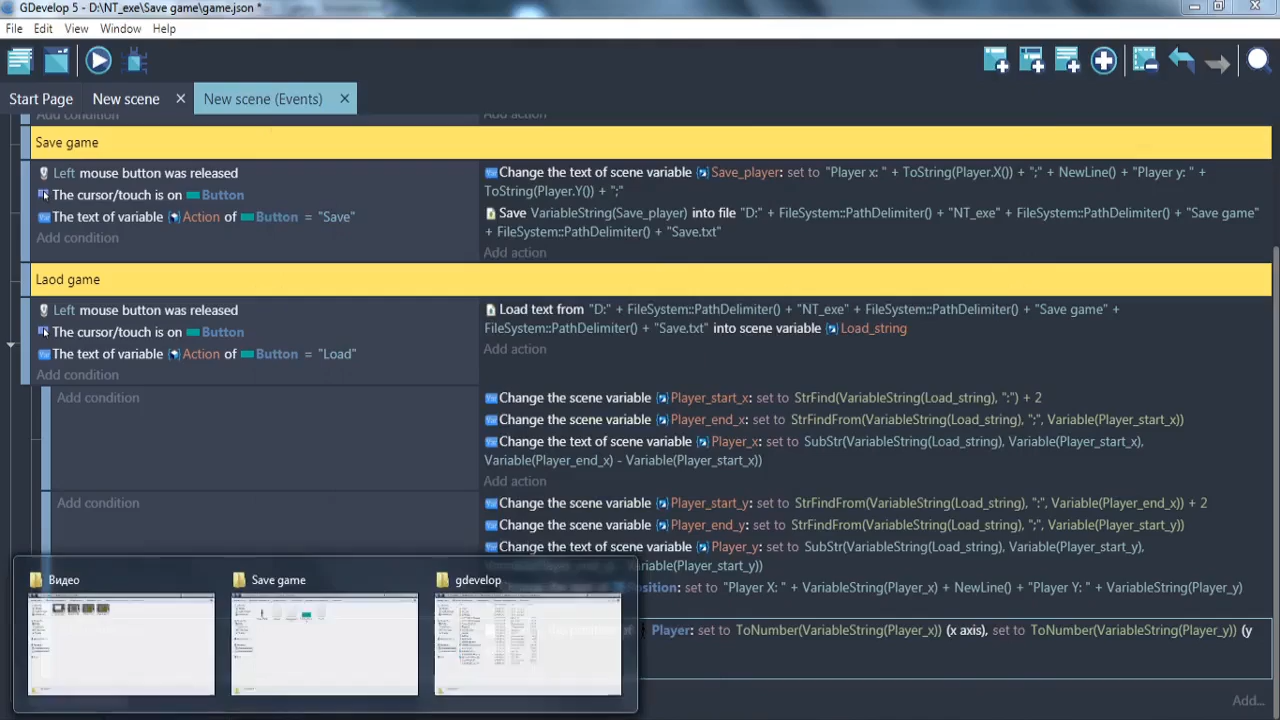 GDevelop 5 - D:\NT_exe\Save game\game.json *
File Edit View Window Help
Start Page New scene New scene (Events)
Add condition Add action
Save game
Left mouse button was released
The cursor/touch is on Button
The text of variable Action of Button = "Save"
Add condition
Change the text of scene variable Save_player: set to "Player x: " + ToString(Player.X()) + ";" + NewLine() + "Player y: " +
ToString(Player.Y()) + ";"
Save VariableString(Save_player) into file "D:" + FileSystem::PathDelimiter() + "NT_exe" + FileSystem::PathDelimiter() + "Save game"
+ FileSystem::PathDelimiter() + "Save.txt"
Add action
Laod game
Left mouse button was released
The cursor/touch is on Button
The text of variable Action of Button = "Load"
Add condition
Load text from "D:" + FileSystem::PathDelimiter() + "NT_exe" + FileSystem::PathDelimiter() + "Save game" +
FileSystem::PathDelimiter() + "Save.txt" into scene variable Load_string
Add action
Add condition
Change the scene variable Player_start_x: set to StrFind(VariableString(Load_string), ":") + 2
Change the scene variable Player_end_x: set to StrFindFrom(VariableString(Load_string), ";", Variable(Player_start_x))
Change the text of scene variable Player_x: set to SubStr(VariableString(Load_string), Variable(Player_start_x),
Variable(Player_end_x) - Variable(Player_start_x))
Add action
Add condition
Change the scene variable Player_start_y: set to StrFindFrom(VariableString(Load_string), ":", Variable(Player_end_x)) + 2
Change the scene variable Player_end_y: set to StrFindFrom(VariableString(Load_string), ";", Variable(Player_start_y))
Change the text of scene variable Player_y: set to SubStr(VariableString(Load_string), Variable(Player_start_y),
Variable(Player_start_y))
Position: set to "Player X: " + VariableString(Player_x) + NewLine() + "Player Y: " + VariableString(Player_y)
Player: set to ToNumber(VariableString(Player_x)) (x axis), set to ToNumber(VariableString(Player_y)) (y
Add...
Видео
Save game
gdevelop